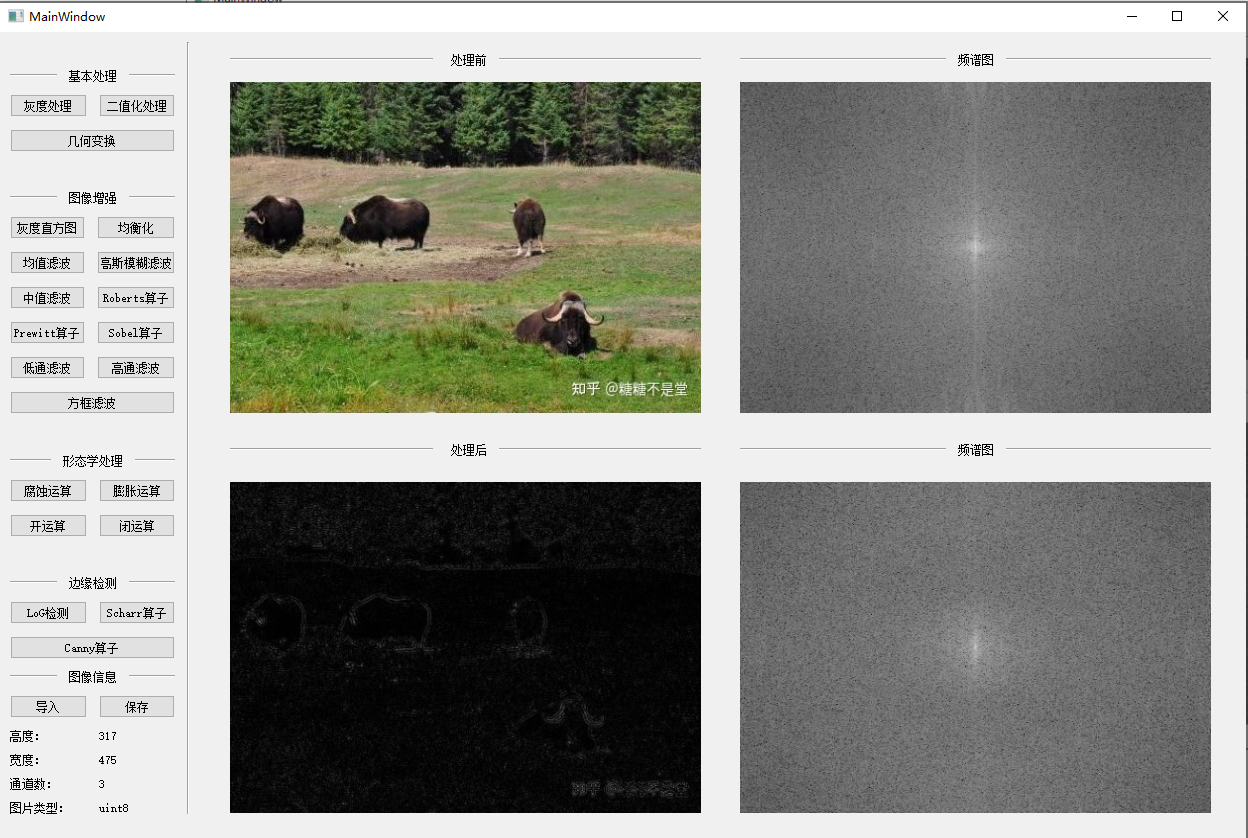 MainWindow
基本处理
灰度处理 二值化处理
几何变换
图像增强
灰度直方图 均衡化
均值滤波 高斯模糊滤波
中值滤波 Roberts算子
Prewitt算子 Sobel算子
低通滤波 高通滤波
方框滤波
形态学处理
腐蚀运算 膨胀运算
开运算 闭运算
边缘检测
LoG检测 Scharr算子
Canny算子
图像信息
导入 保存
高度： 317
宽度： 475
通道数： 3
图片类型： uint8
处理前
知乎 @糖糖不是堂
频谱图
处理后
频谱图